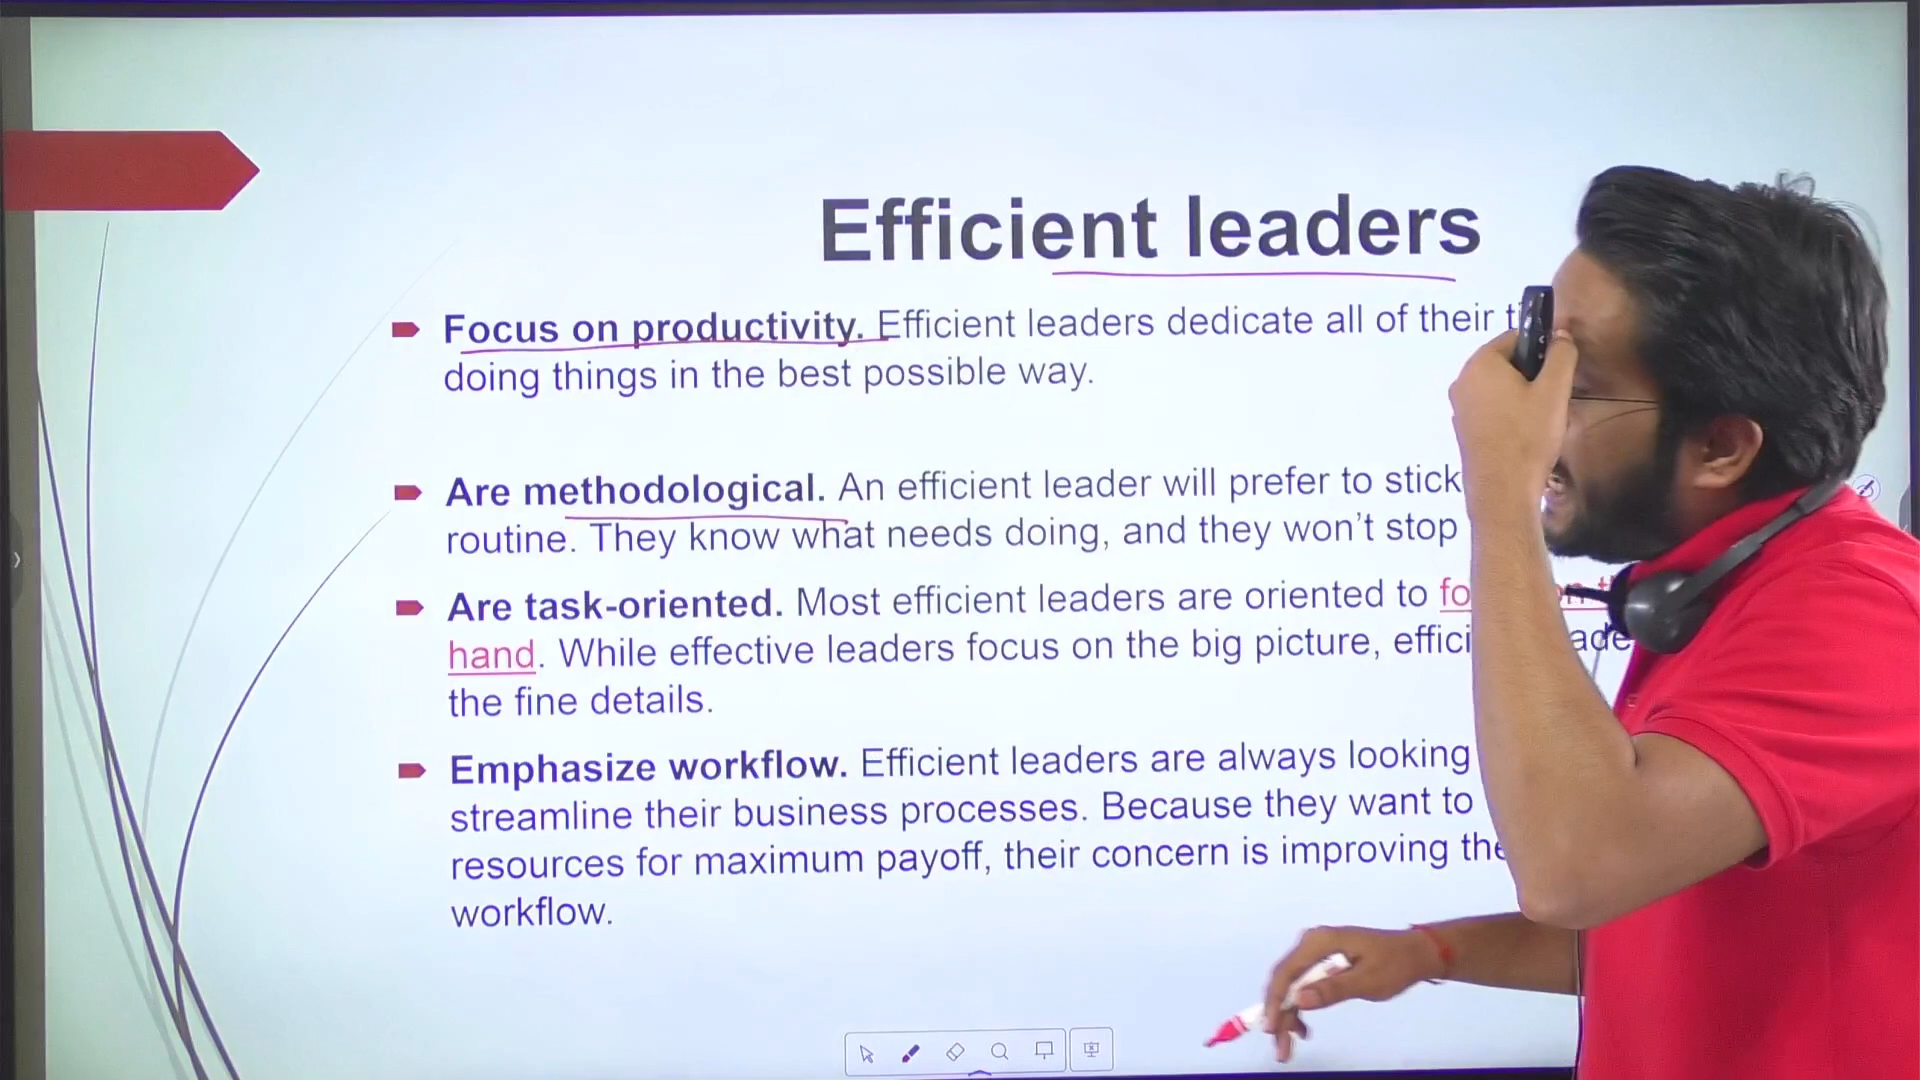 Efficient leaders
Focus on productivity. Efficient leaders dedicate all of their
doing things in the best possible way.
Are methodological. An efficient leader will prefer to stick
routine. They know what needs doing, and they won't stop
Are task-oriented. Most efficient leaders are oriented to
hand. While effective leaders focus on the big picture,
the fine details.
Emphasize workflow. Efficient leaders are always looking
streamline their business processes. Because they want to
resources for maximum payoff, their concern is improving
workflow.